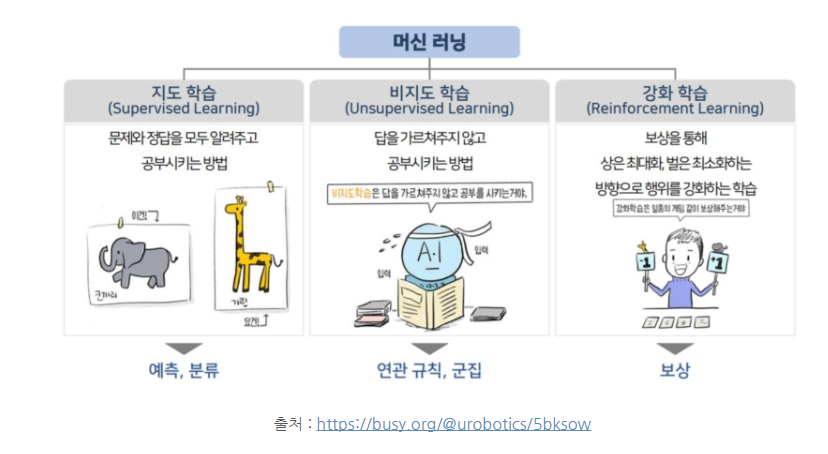 머신 러닝
지도 학습
(Supervised Learning)
문제와 정답을 모두 알려주고
공부시키는 방법
이건
코끼리
기린
요건
예측, 분류
비지도 학습
(Unsupervised Learning)
답을 가르쳐주지 않고
공부시키는 방법
비지도학습은 답을 가르쳐주지 않고 공부를 시키는거야.
A.I
입력
입력
연관 규칙, 군집
강화 학습
(Reinforcement Learning)
보상을 통해
상은 최대화, 벌은 최소화하는
방향으로 행위를 강화하는 학습
강화학습은 일종의 게임 같이 보상해주는거야
-1
+1
보상
출처 : https://busy.org/@urobotics/5bksow